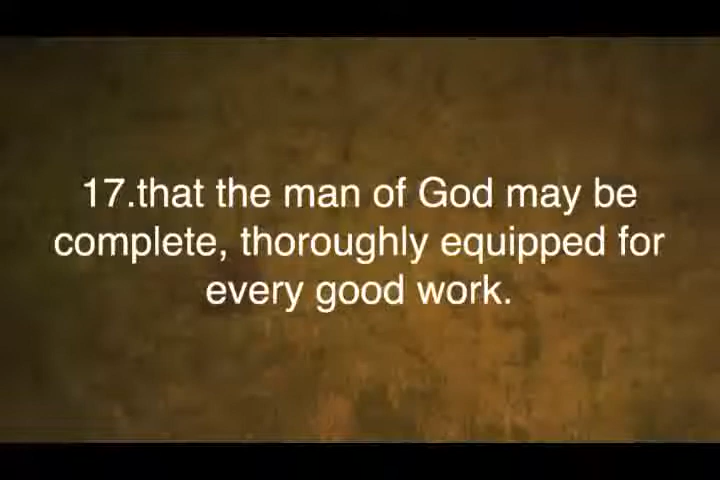 17.that the man of God may be
complete, thoroughly equipped for
every good work.